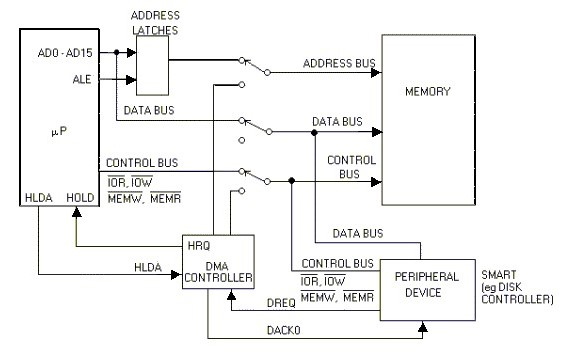 ADDRESS
LATCHES
AD0 - AD15
ALE
μP
DATA BUS
CONTROL BUS
IOR, IOW
MEMW, MEMR
HLDA HOLD
ADDRESS BUS
DATA BUS
CONTROL
BUS
MEMORY
HRQ
DMA
CONTROLLER
HLDA
DATA BUS
CONTROL BUS
IOR, IOW
MEMW, MEMR
DREQ
DACK0
PERIPHERAL
DEVICE
SMART
(eg DISK
CONTROLLER)